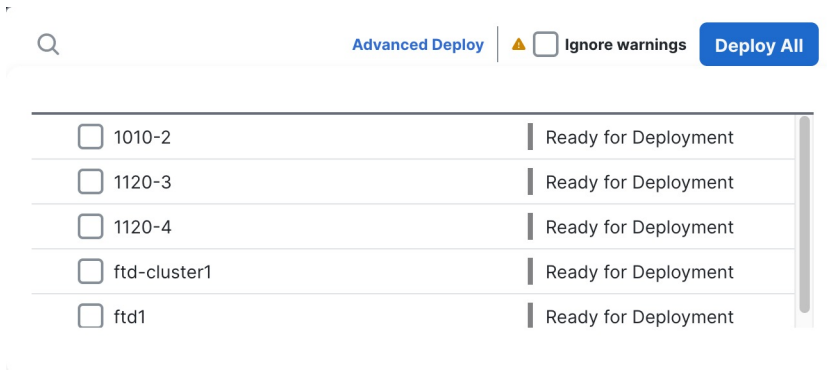 Advanced Deploy Ignore warnings Deploy All
1010-2 Ready for Deployment
1120-3 Ready for Deployment
1120-4 Ready for Deployment
ftd-cluster1 Ready for Deployment
ftd1 Ready for Deployment